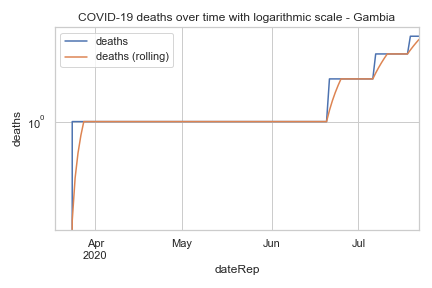 COVID-19 deaths over time with logarithmic scale - Gambia
deaths
deaths (rolling)
deaths
10⁰
Apr
2020
May
Jun
Jul
dateRep